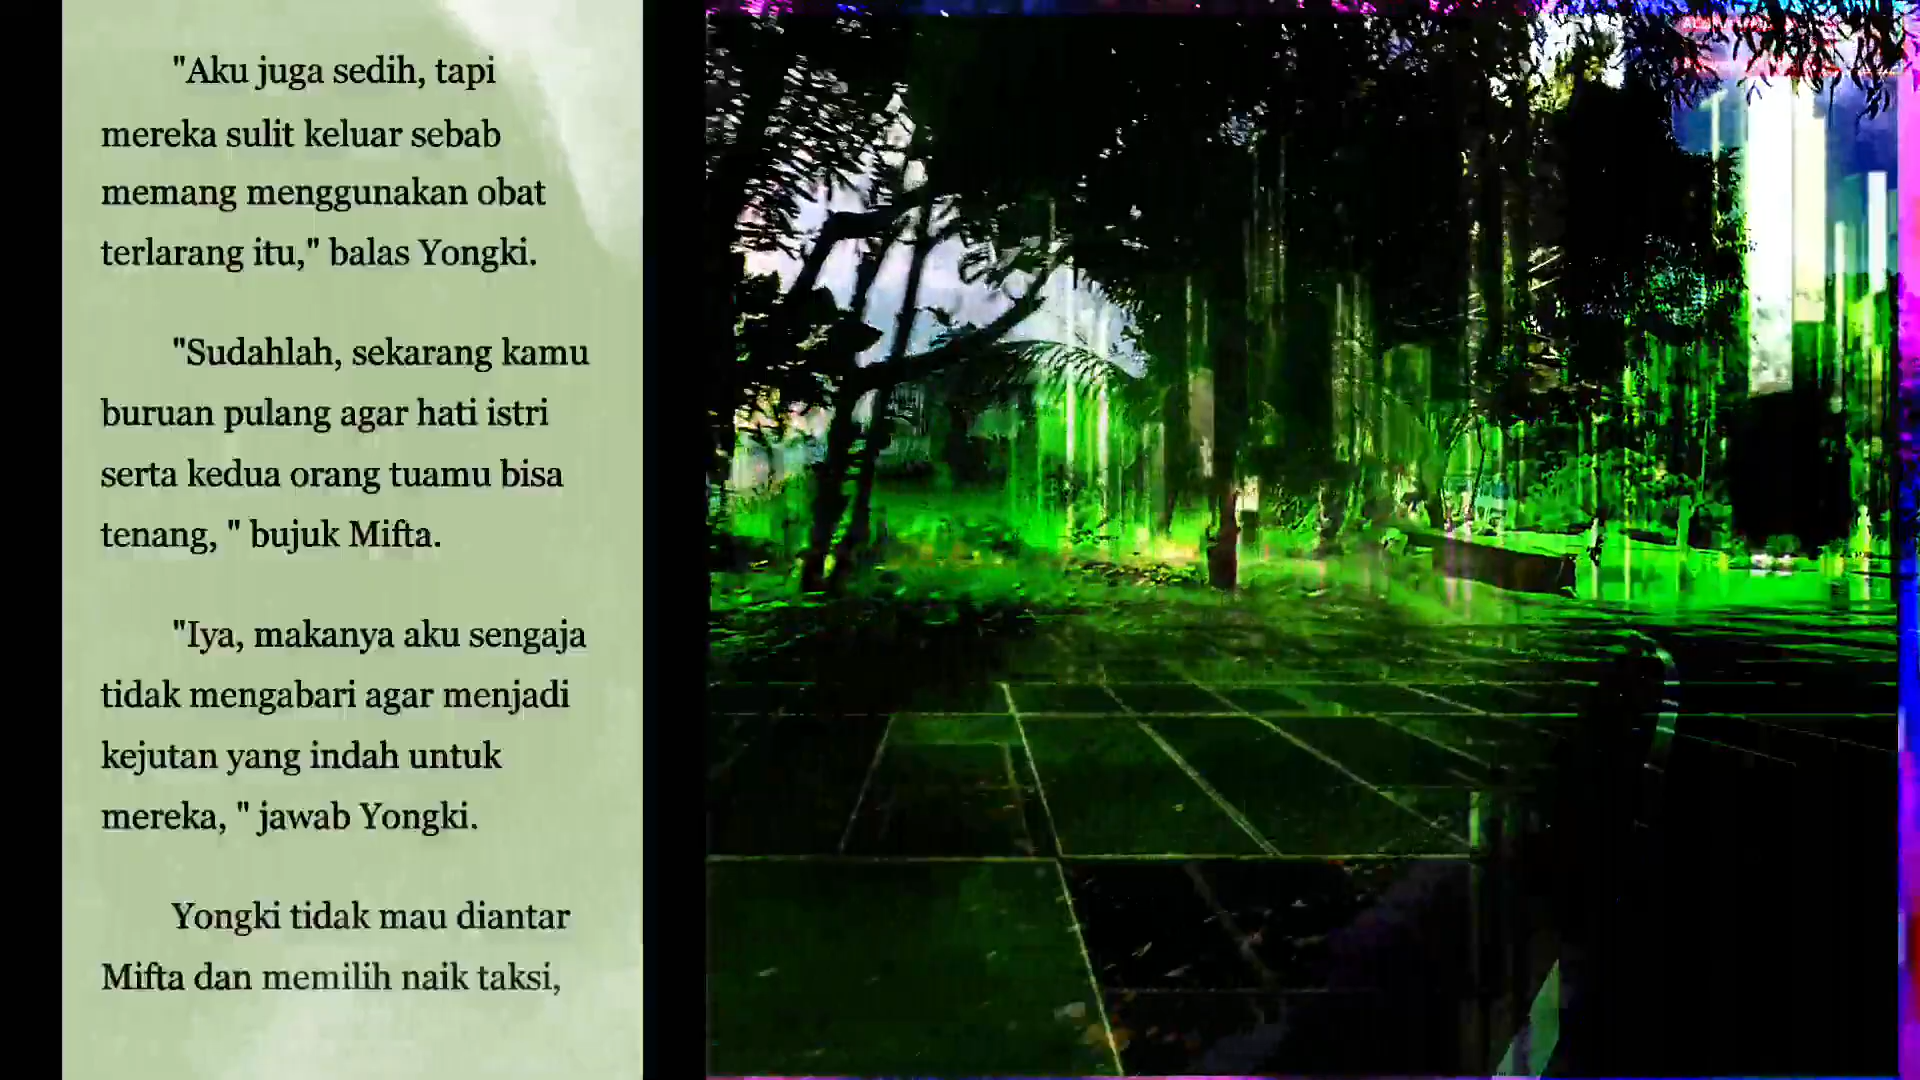 "Aku juga sedih, tapi
mereka sulit keluar sebab
memang menggunakan obat
terlarang itu," balas Yongki.
"Sudahlah, sekarang kamu
buruan pulang agar hati istri
serta kedua orang tuamu bisa
tenang, " bujuk Mifta.
"Iya, makanya aku sengaja
tidak mengabari agar menjadi
kejutan yang indah untuk
mereka, " jawab Yongki.
Yongki tidak mau diantar
Mifta dan memilih naik taksi,